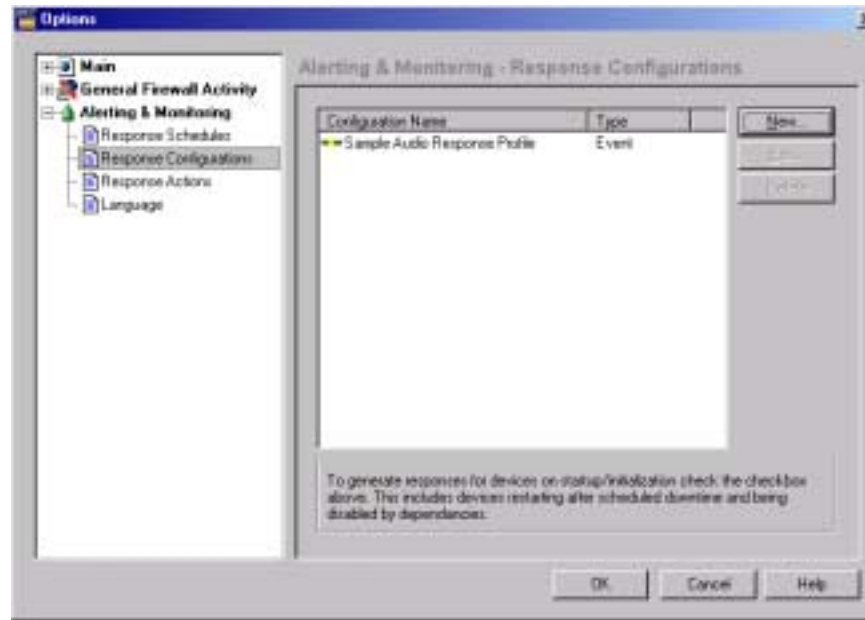 Options
Main
General Firewall Activity
Alerting & Monitoring
Response Schedules
Response Configurations
Response Actions
Language
Alerting & Monitoring - Response Configurations
Configuration Name Type
Sample Audio Response Profile Event
New...
Delete
To generate responses for devices on startup/initialization check the checkbox
above. This includes devices restarting after scheduled downtime and being
disabled by dependancies.
OK Cancel Help